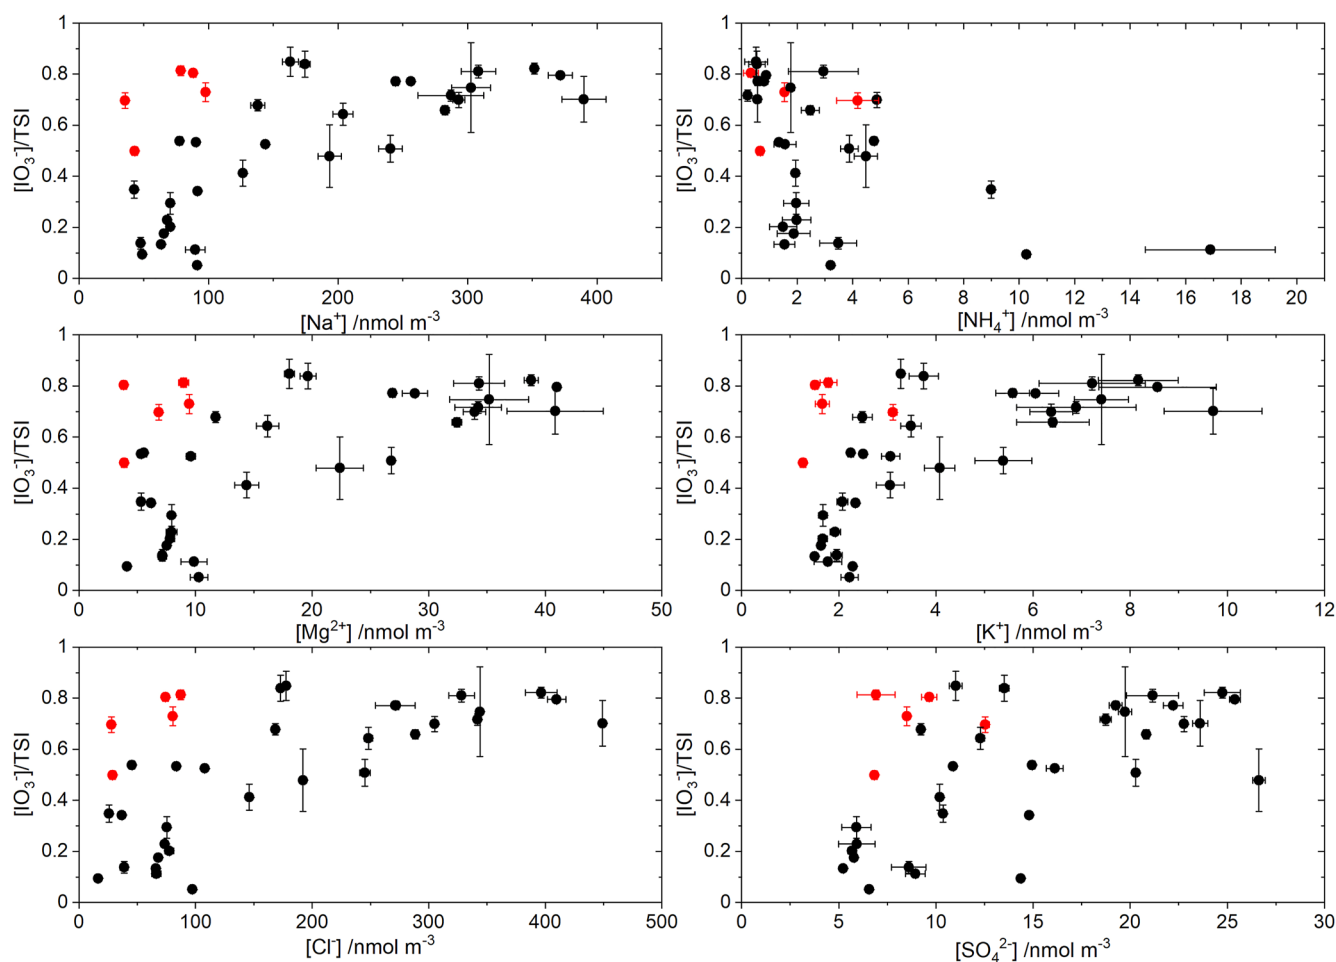 1
0.8
0.6
0.4
0.2
0
[IO₃⁻]/TSI
0 100 200 300 400
[Na⁺] /nmol m⁻³
1
0.8
0.6
0.4
0.2
0
[IO₃⁻]/TSI
0 2 4 6 8 10 12 14 16 18 20
[NH₄⁺] /nmol m⁻³
1
0.8
0.6
0.4
0.2
0
[IO₃⁻]/TSI
0 10 20 30 40 50
[Mg²⁺] /nmol m⁻³
1
0.8
0.6
0.4
0.2
0
[IO₃⁻]/TSI
0 2 4 6 8 10 12
[K⁺] /nmol m⁻³
1
0.8
0.6
0.4
0.2
0
[IO₃⁻]/TSI
0 100 200 300 400 500
[Cl⁻] /nmol m⁻³
1
0.8
0.6
0.4
0.2
0
[IO₃⁻]/TSI
0 5 10 15 20 25 30
[SO₄²⁻] /nmol m⁻³